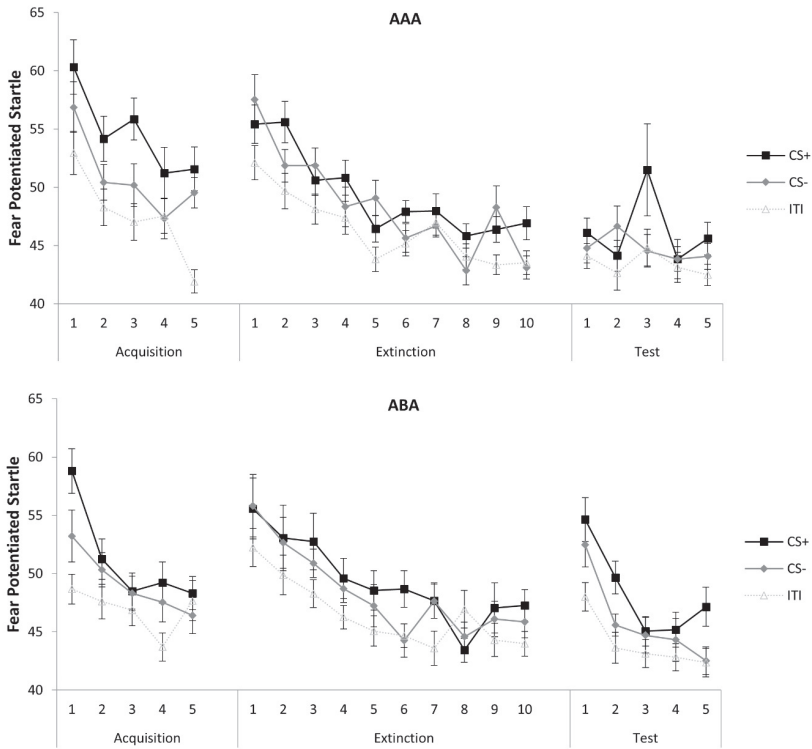 AAA
65
60
55
50
45
40
Fear Potentiated Startle
1 2 3 4 5 1 2 3 4 5 6 7 8 9 10 1 2 3 4 5
Acquisition Extinction Test
CS+
CS-
ITI
ABA
65
60
55
50
45
40
Fear Potentiated Startle
1 2 3 4 5 1 2 3 4 5 6 7 8 9 10 1 2 3 4 5
Acquisition Extinction Test
CS+
CS-
ITI